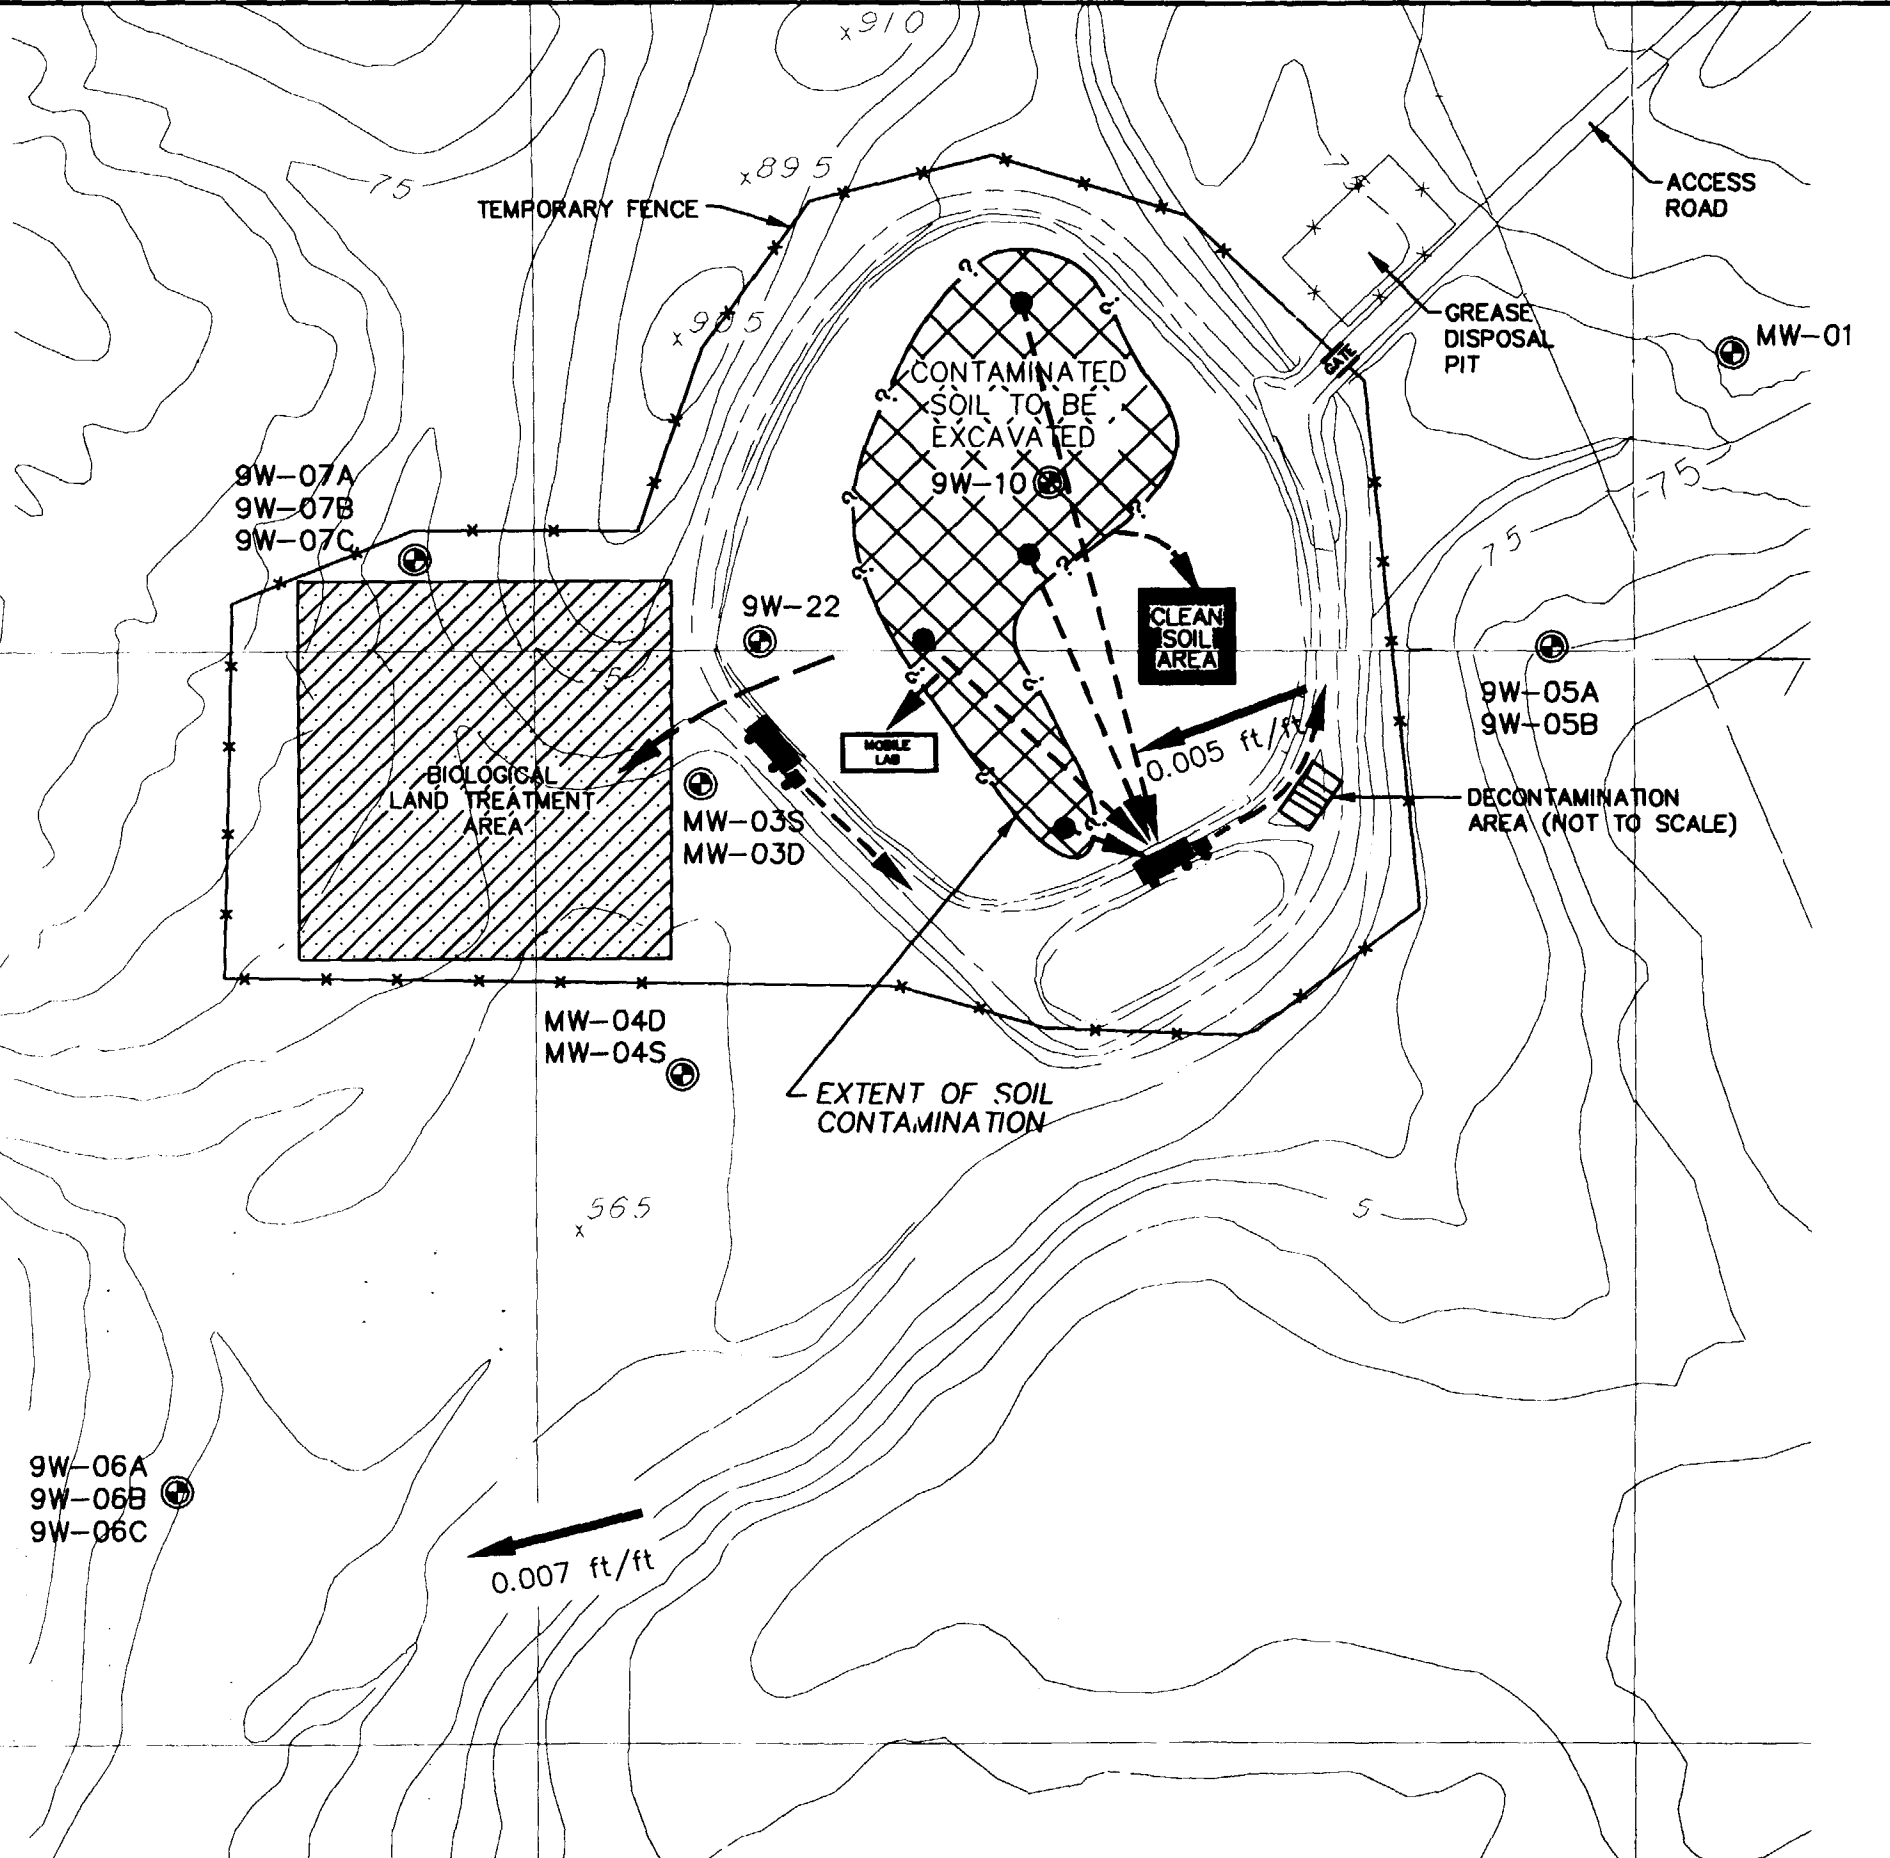 910
895
75
TEMPORARY FENCE
75
ACCESS
ROAD
905
GREASE
DISPOSAL
PIT
MW-01
GATE
CONTAMINATED
SOIL TO BE
EXCAVATED
9W-10
9W-07A
9W-07B
9W-07C
75
75
9W-22
CLEAN
SOIL
AREA
9W-05A
9W-05B
MOBILE
LAB
0.005 ft/ft
BIOLOGICAL
LAND TREATMENT
AREA
MW-03S
MW-03D
DECONTAMINATION
AREA (NOT TO SCALE)
MW-04D
MW-04S
EXTENT OF SOIL
CONTAMINATION
565
5
9W-06A
9W-06B
9W-06C
0.007 ft/ft